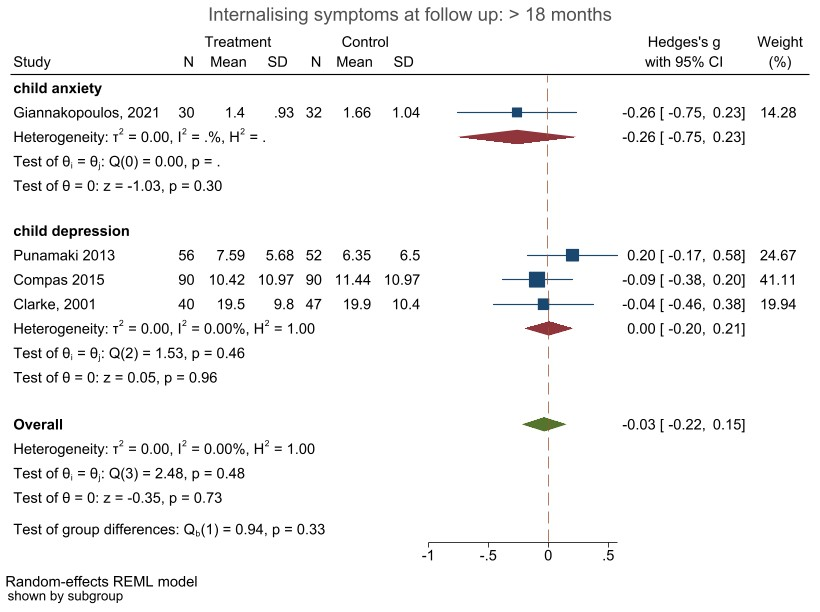 Internalising symptoms at follow up: > 18 months
Treatment Control Hedges's g Weight
Study N Mean SD N Mean SD with 95% CI (%)
child anxiety
Giannakopoulos, 2021 30 1.4 .93 32 1.66 1.04 -0.26 [ -0.75, 0.23] 14.28
Heterogeneity: τ² = 0.00, I² = .%, H² = . -0.26 [ -0.75, 0.23]
Test of θᵢ = θⱼ: Q(0) = 0.00, p = .
Test of θ = 0: z = -1.03, p = 0.30
child depression
Punamaki 2013 56 7.59 5.68 52 6.35 6.5 0.20 [ -0.17, 0.58] 24.67
Compas 2015 90 10.42 10.97 90 11.44 10.97 -0.09 [ -0.38, 0.20] 41.11
Clarke, 2001 40 19.5 9.8 47 19.9 10.4 -0.04 [ -0.46, 0.38] 19.94
Heterogeneity: τ² = 0.00, I² = 0.00%, H² = 1.00 0.00 [ -0.20, 0.21]
Test of θᵢ = θⱼ: Q(2) = 1.53, p = 0.46
Test of θ = 0: z = 0.05, p = 0.96
Overall -0.03 [ -0.22, 0.15]
Heterogeneity: τ² = 0.00, I² = 0.00%, H² = 1.00
Test of θᵢ = θⱼ: Q(3) = 2.48, p = 0.48
Test of θ = 0: z = -0.35, p = 0.73
Test of group differences: Q_b(1) = 0.94, p = 0.33
-1 -.5 0 .5
Random-effects REML model
shown by subgroup